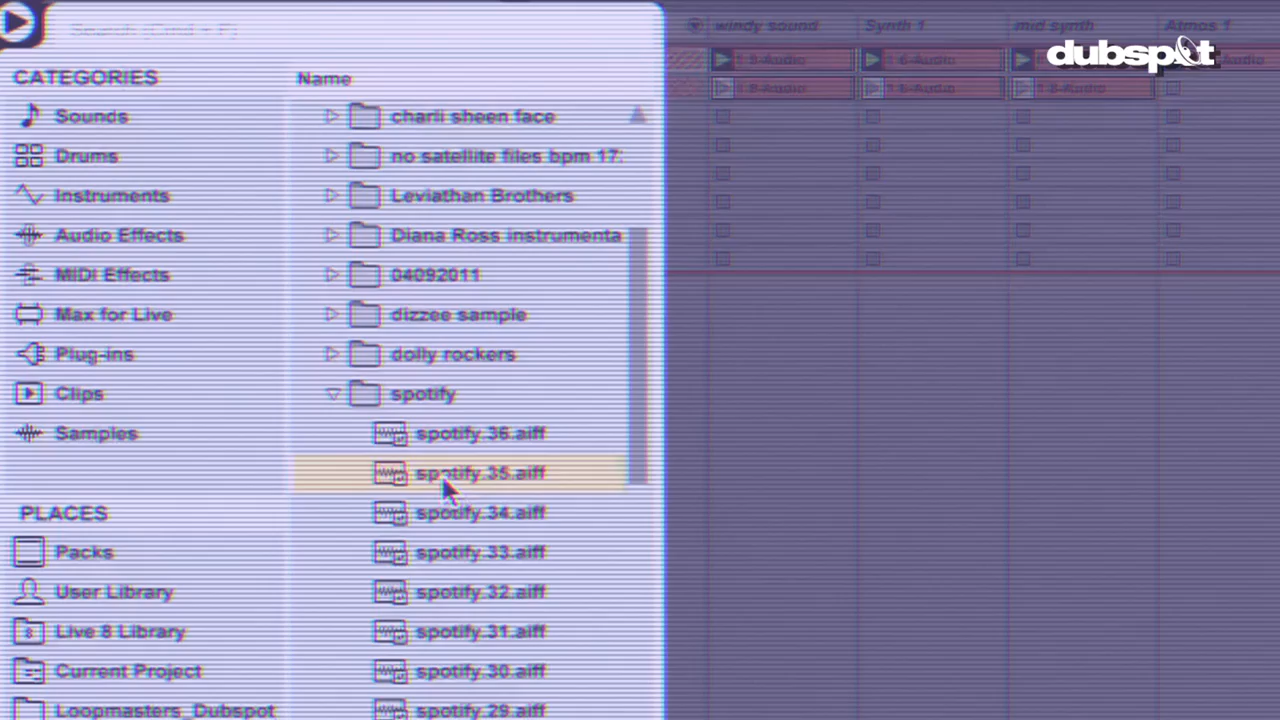 Search (Cmd + F)
CATEGORIES
Sounds
Drums
Instruments
Audio Effects
MIDI Effects
Max for Live
Plug-ins
Clips
Samples
PLACES
Packs
User Library
Live 8 Library
Current Project
Loopmasters_Dubspot
Name
charli sheen face
no satellite files bpm 17:
Leviathan Brothers
Diana Ross instrumenta
04092011
dizzee sample
dolly rockers
spotify
spotify.36.aiff
spotify.35.aiff
spotify.34.aiff
spotify.33.aiff
spotify.32.aiff
spotify.31.aiff
spotify.30.aiff
spotify.29.aiff
windy sound
Synth 1
mid synth
Atmos 1
dubspot